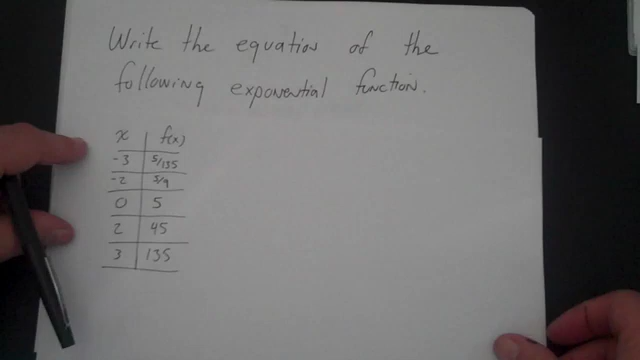 Write the equation of the
following exponential function.
x f(x)
-3 5/135
-2 5/9
0 5
2 45
3 135